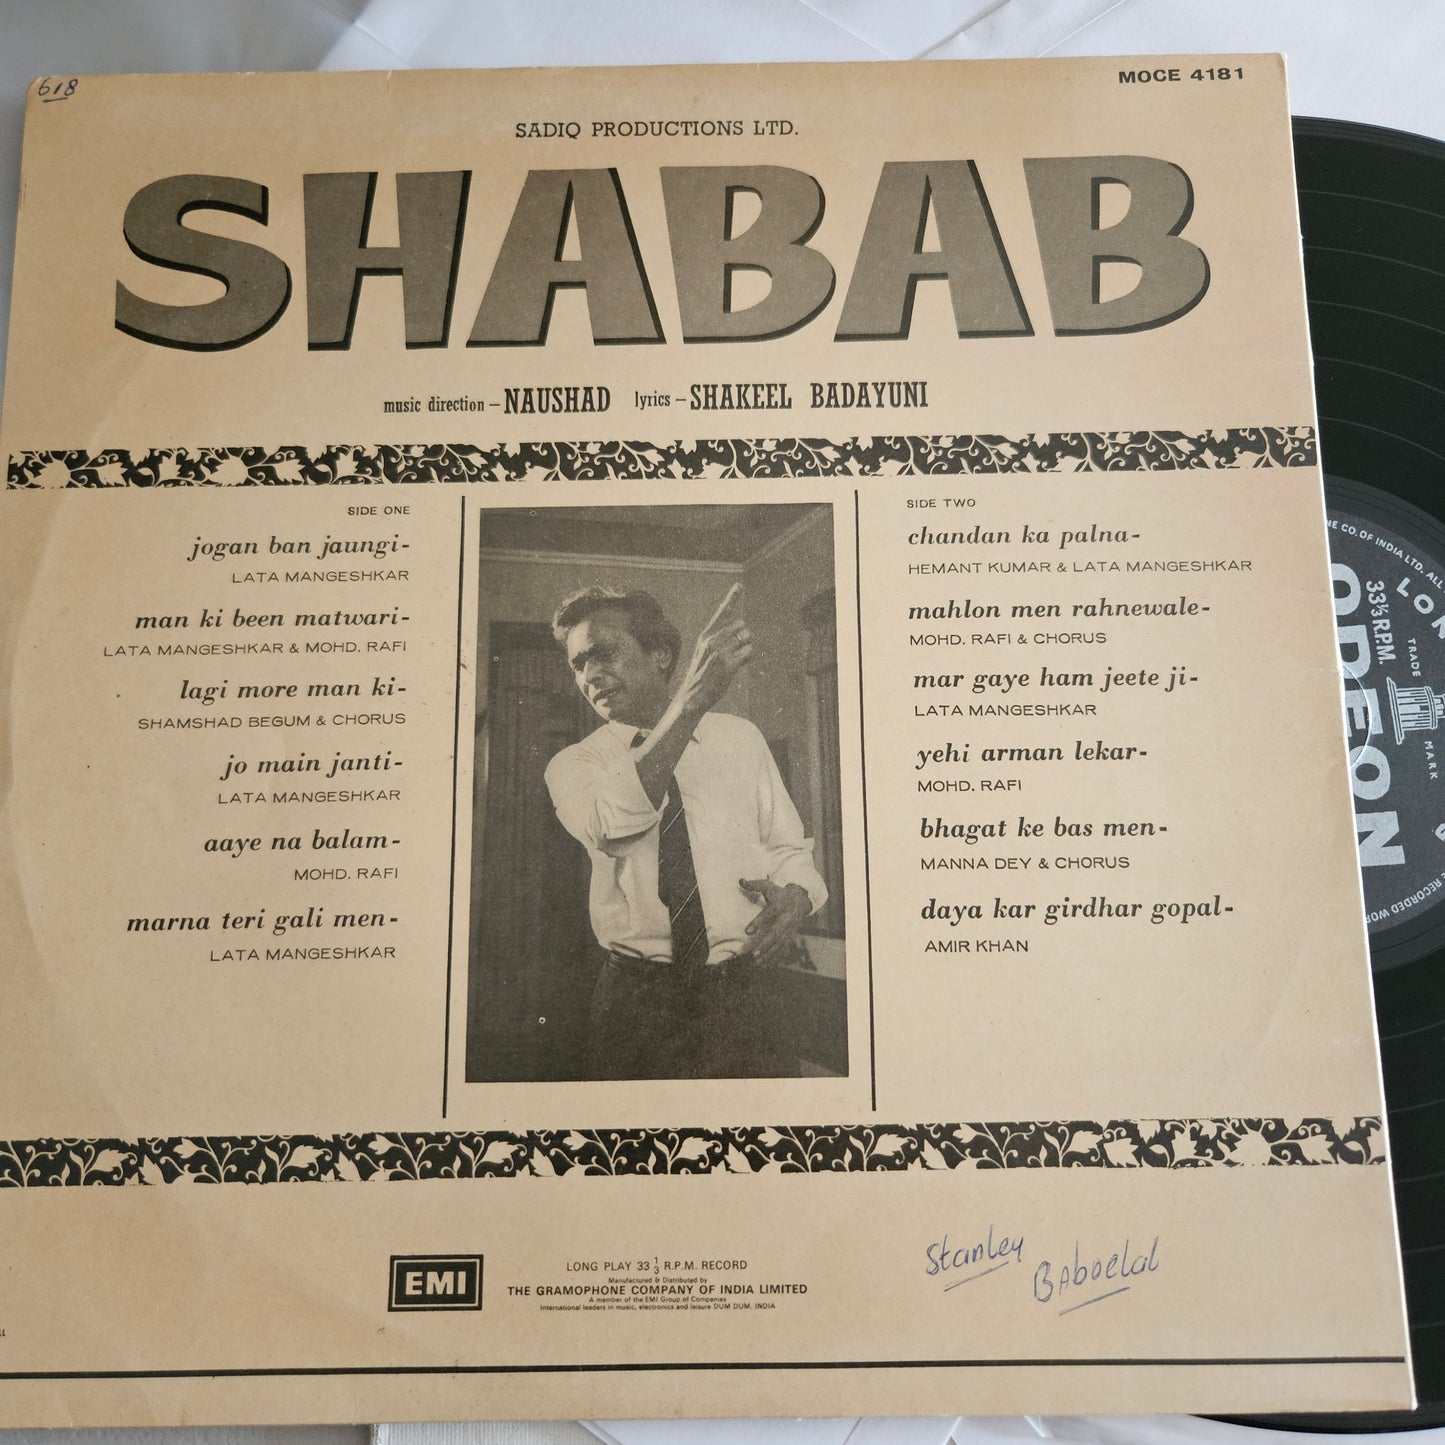 618
MOCE 4181
SADIQ PRODUCTIONS LTD.
SHABAB
music direction – NAUSHAD lyrics – SHAKEEL BADAYUNI
SIDE ONE
jogan ban jaungi-
LATA MANGESHKAR
man ki been matwari-
LATA MANGESHKAR & MOHD. RAFI
lagi more man ki-
SHAMSHAD BEGUM & CHORUS
jo main janti-
LATA MANGESHKAR
aaye na balam-
MOHD. RAFI
marna teri gali men-
LATA MANGESHKAR
SIDE TWO
chandan ka palna-
HEMANT KUMAR & LATA MANGESHKAR
mahlon men rahnewale-
MOHD. RAFI & CHORUS
mar gaye ham jeete ji-
LATA MANGESHKAR
yehi arman lekar-
MOHD. RAFI
bhagat ke bas men-
MANNA DEY & CHORUS
daya kar girdhar gopal-
AMIR KHAN
EMI
LONG PLAY 33 1/3 R.P.M. RECORD
Manufactured & Distributed by
THE GRAMOPHONE COMPANY OF INDIA LIMITED
A member of the EMI Group of Companies
International leaders in music, electronics and leisure DUM DUM. INDIA
Stanley
Baboelal
CO. OF INDIA LTD. ALL
33⅓ R.P.M.
TRADE
MARK
ODEON
RECORDED